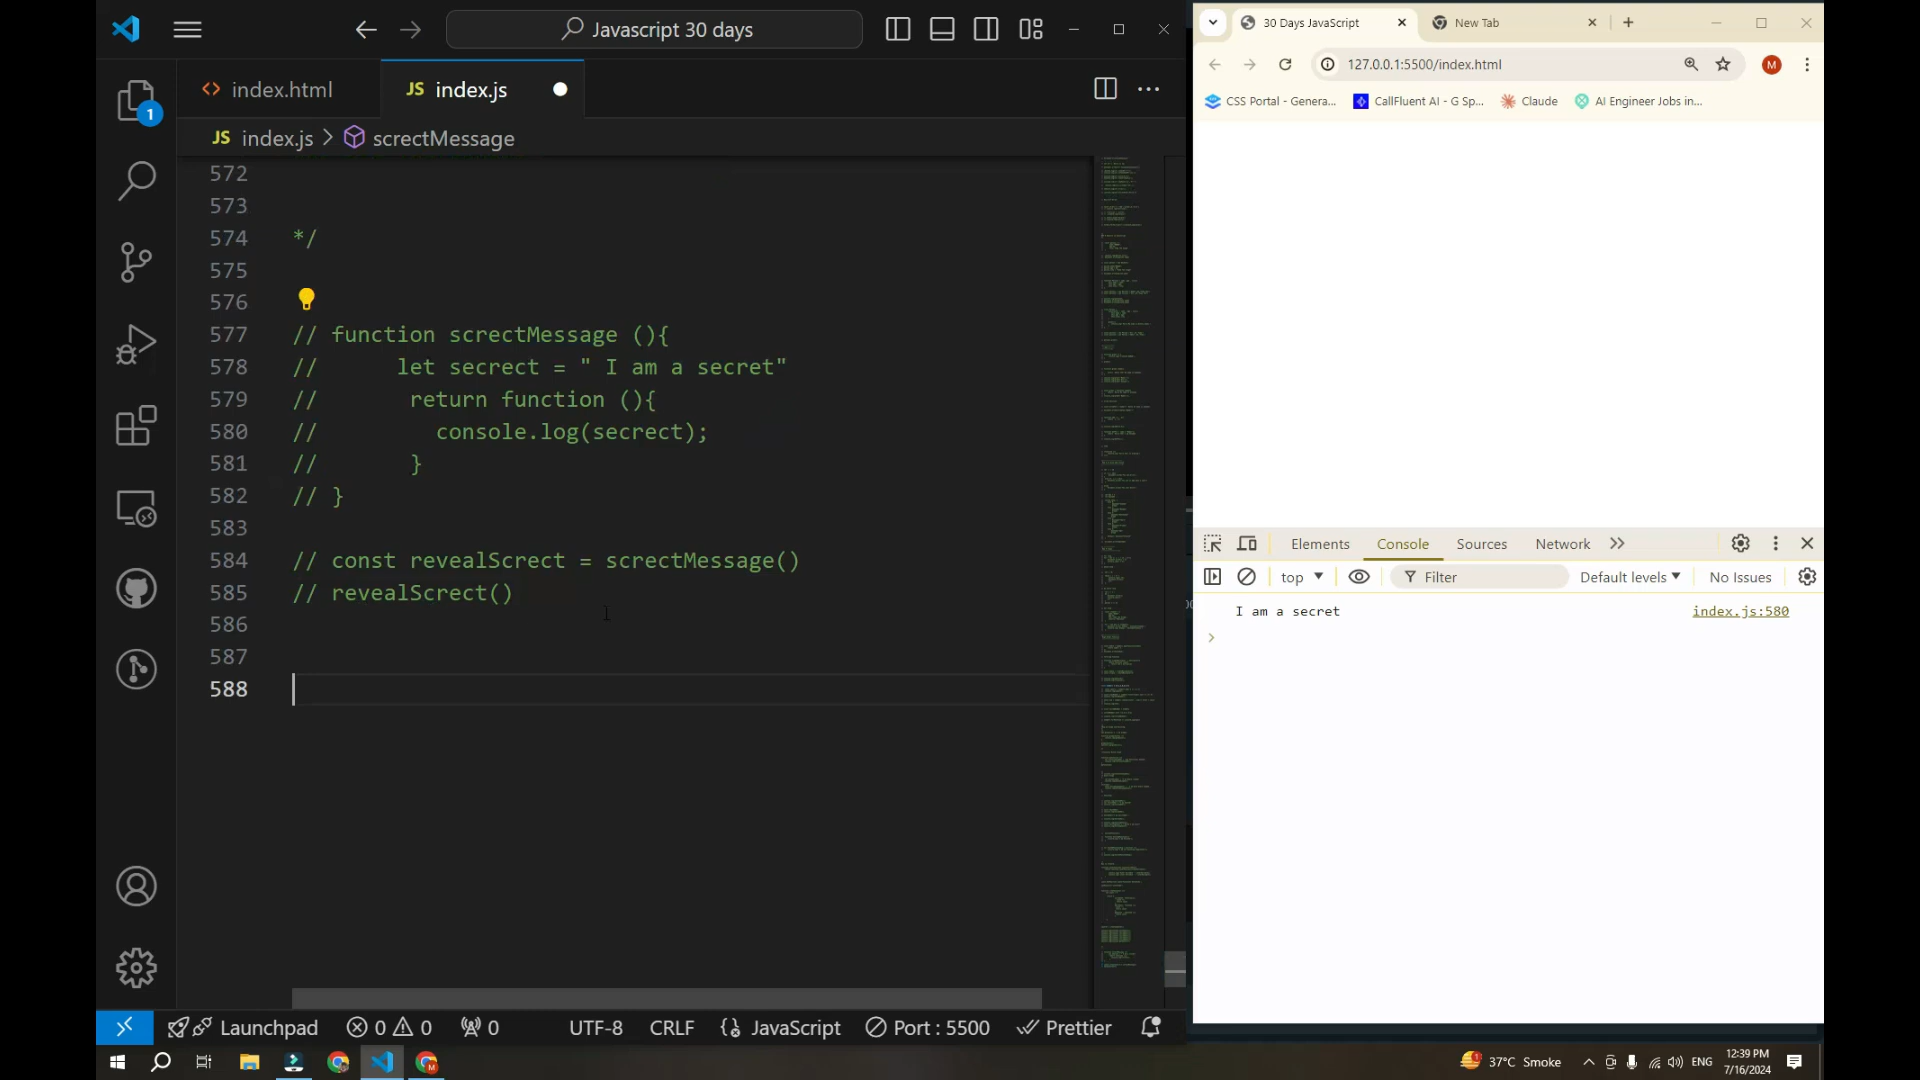 Javascript 30 days
index.html
JS index.js
JS index.js > screctMessage
1
572
573
574 */
575
576
577 // function screctMessage (){
578 // let secrect = " I am a secret"
579 // return function (){
580 // console.log(secrect);
581 // }
582 // }
583
584 // const revealScrect = screctMessage()
585 // revealScrect()
586
587
588
Launchpad 0 0 0 UTF-8 CRLF JavaScript Port : 5500 Prettier
30 Days JavaScript New Tab
127.0.0.1:5500/index.html M
CSS Portal - Genera... CallFluent AI - G Sp... Claude AI Engineer Jobs in...
Elements Console Sources Network
top Filter Default levels No Issues
I am a secret index.js:580
37°C Smoke ENG 12:39 PM
7/16/2024